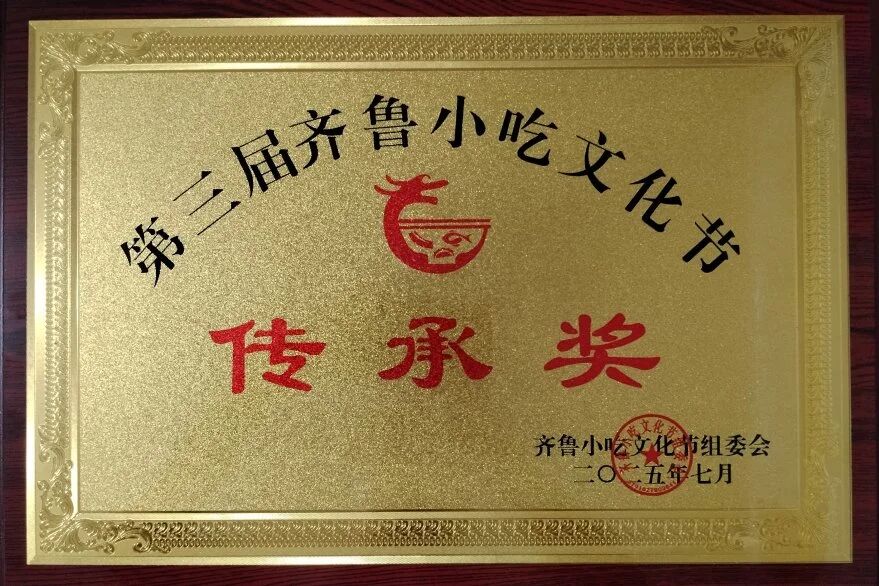 第三届齐鲁小吃文化节
传承奖
齐鲁小吃文化节组委会
二〇二五年七月